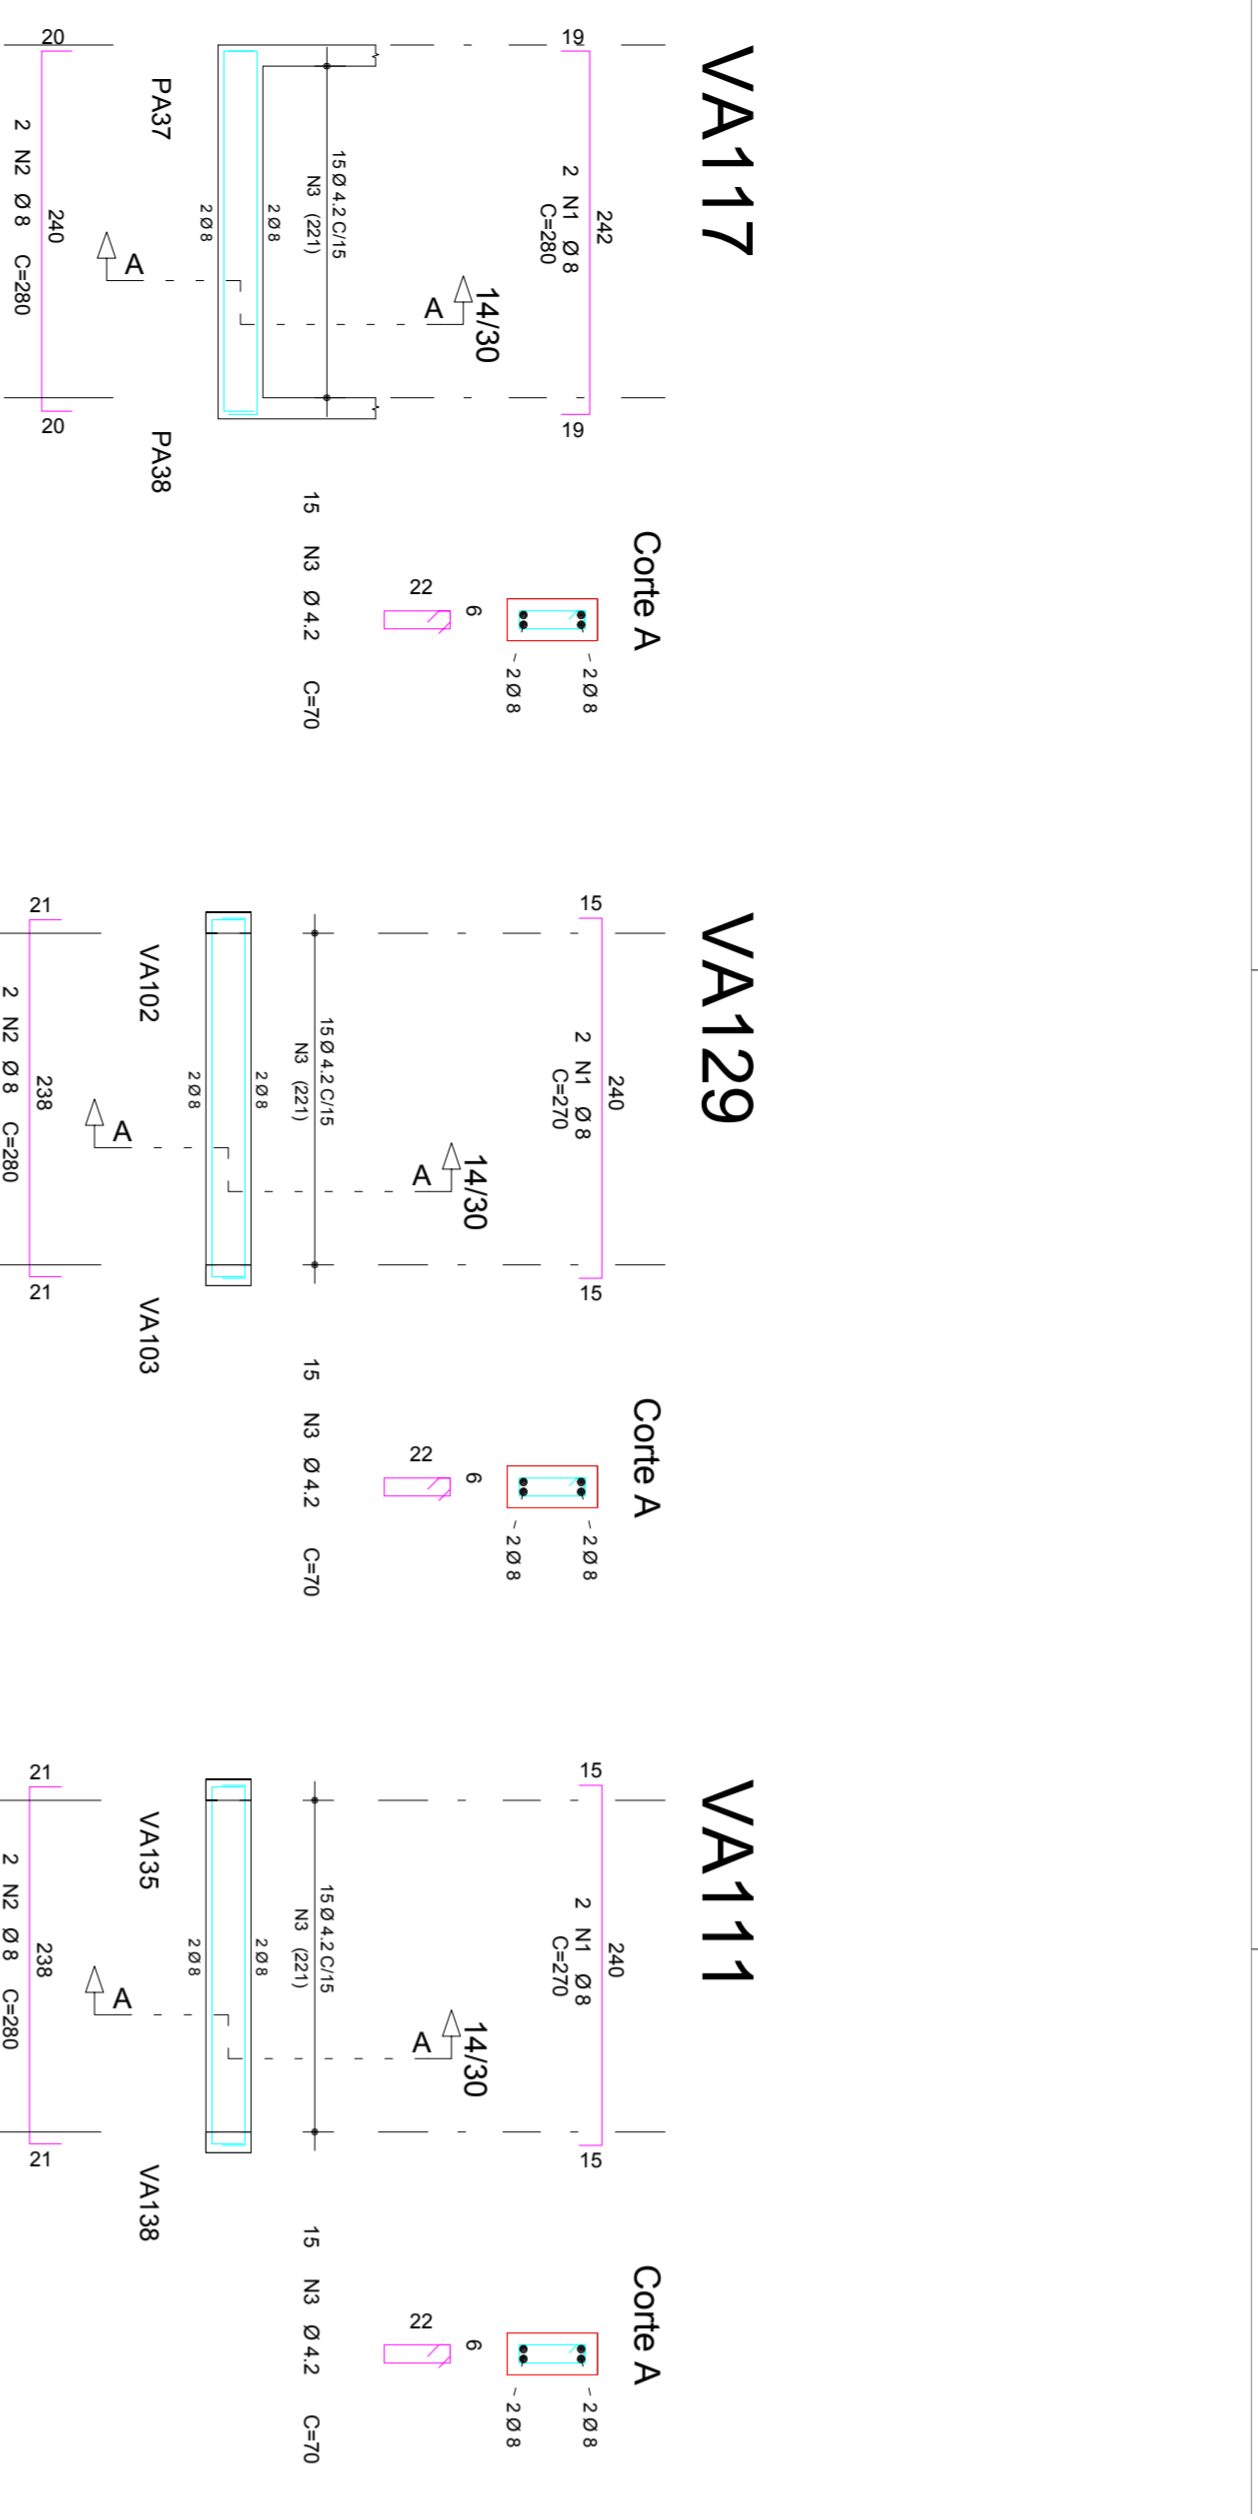 VA117
19
242
19
2 N1 Ø 8
C=280
14/30
A
15 Ø 4.2 C/15
N3 (221)
2 Ø 8
2 Ø 8
A
PA37
PA38
20
240
20
2 N2 Ø 8 C=280
Corte A
2 Ø 8
2 Ø 8
6
22
15 N3 Ø 4.2 C=70
VA129
15
240
15
2 N1 Ø 8
C=270
14/30
A
15 Ø 4.2 C/15
N3 (221)
2 Ø 8
2 Ø 8
A
VA102
VA103
21
238
21
2 N2 Ø 8 C=280
Corte A
2 Ø 8
2 Ø 8
6
22
15 N3 Ø 4.2 C=70
VA111
15
240
15
2 N1 Ø 8
C=270
14/30
A
15 Ø 4.2 C/15
N3 (221)
2 Ø 8
2 Ø 8
A
VA135
VA138
21
238
21
2 N2 Ø 8 C=280
Corte A
2 Ø 8
2 Ø 8
6
22
15 N3 Ø 4.2 C=70